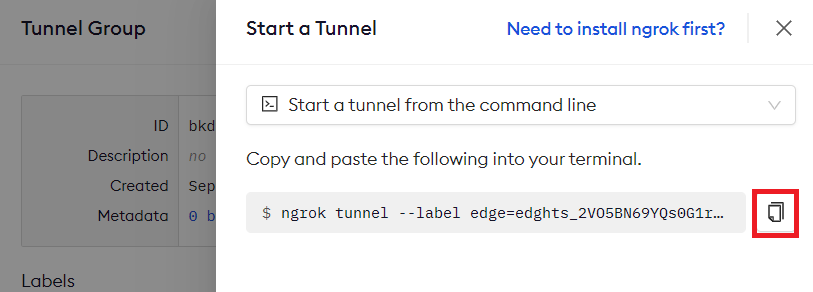 Tunnel Group
Start a Tunnel
Need to install ngrok first?
ID bkd
Description no
Created Sep
Metadata 0 b
Labels
Start a tunnel from the command line
Copy and paste the following into your terminal.
$ ngrok tunnel --label edge=edghts_2VO5BN69YQs0G1r…